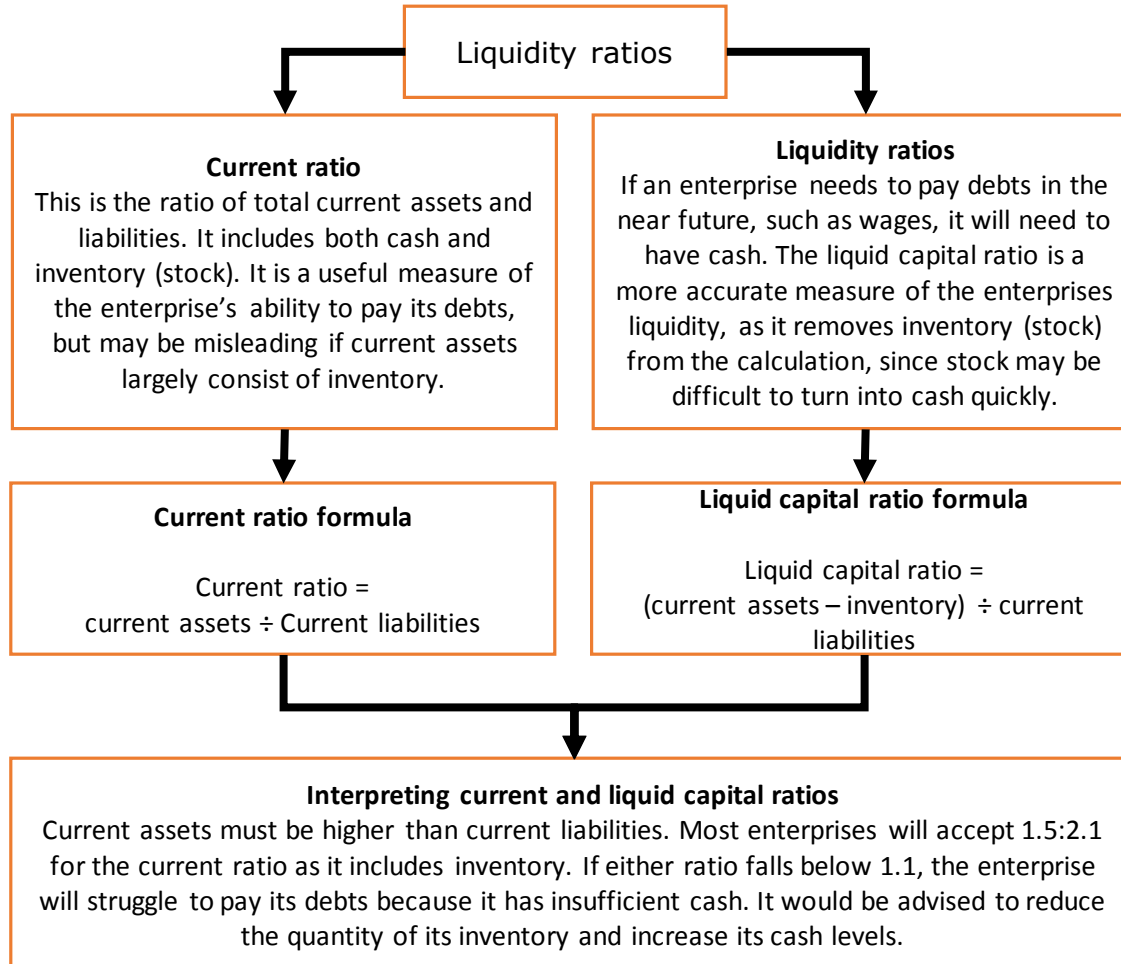 Liquidity ratios
Current ratio
This is the ratio of total current assets and
liabilities. It includes both cash and
inventory (stock). It is a useful measure of
the enterprise's ability to pay its debts,
but may be misleading if current assets
largely consist of inventory.
Liquidity ratios
If an enterprise needs to pay debts in the
near future, such as wages, it will need to
have cash. The liquid capital ratio is a
more accurate measure of the enterprises
liquidity, as it removes inventory (stock)
from the calculation, since stock may be
difficult to turn into cash quickly.
Current ratio formula
Current ratio =
current assets ÷ Current liabilities
Liquid capital ratio formula
Liquid capital ratio =
(current assets – inventory) ÷ current
liabilities
Interpreting current and liquid capital ratios
Current assets must be higher than current liabilities. Most enterprises will accept 1.5:2.1
for the current ratio as it includes inventory. If either ratio falls below 1.1, the enterprise
will struggle to pay its debts because it has insufficient cash. It would be advised to reduce
the quantity of its inventory and increase its cash levels.